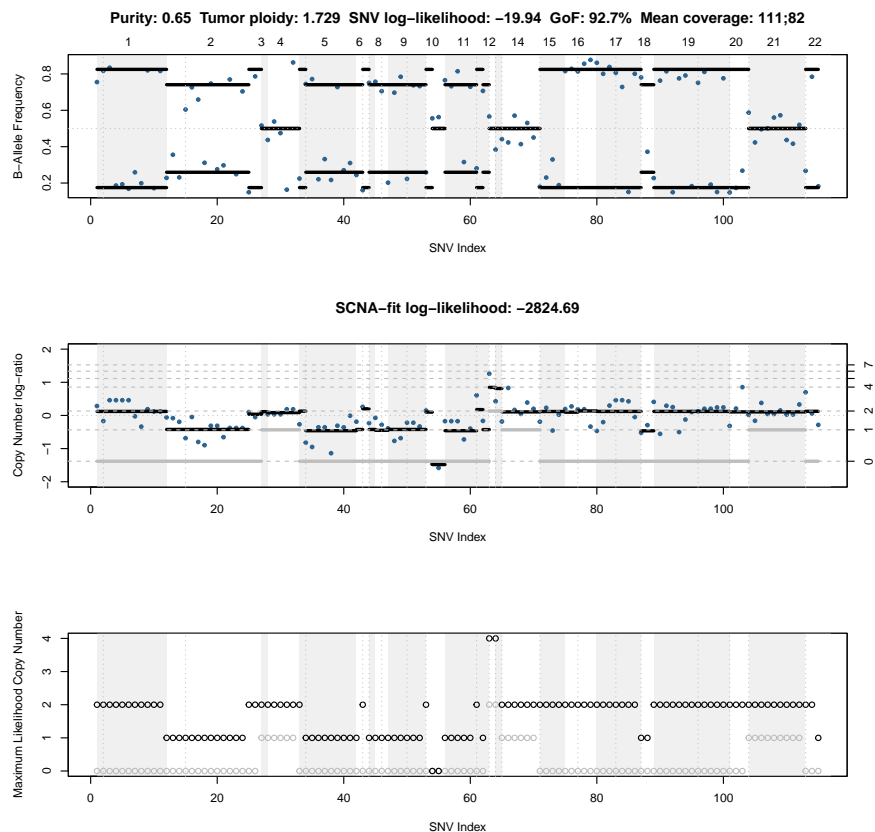 Purity: 0.65 Tumor ploidy: 1.729 SNV log−likelihood: −19.94 GoF: 92.7% Mean coverage: 111;82
1 2 3 4 5 6 8 9 10 11 12 14 15 16 17 18 19 20 21 22
B−Allele Frequency
0.8
0.6
0.4
0.2
0 20 40 60 80 100
SNV Index
SCNA−fit log−likelihood: −2824.69
Copy Number log−ratio
2
1
0
−1
−2
7
4
2
1
0
0 20 40 60 80 100
SNV Index
Maximum Likelihood Copy Number
4
3
2
1
0
0 20 40 60 80 100
SNV Index